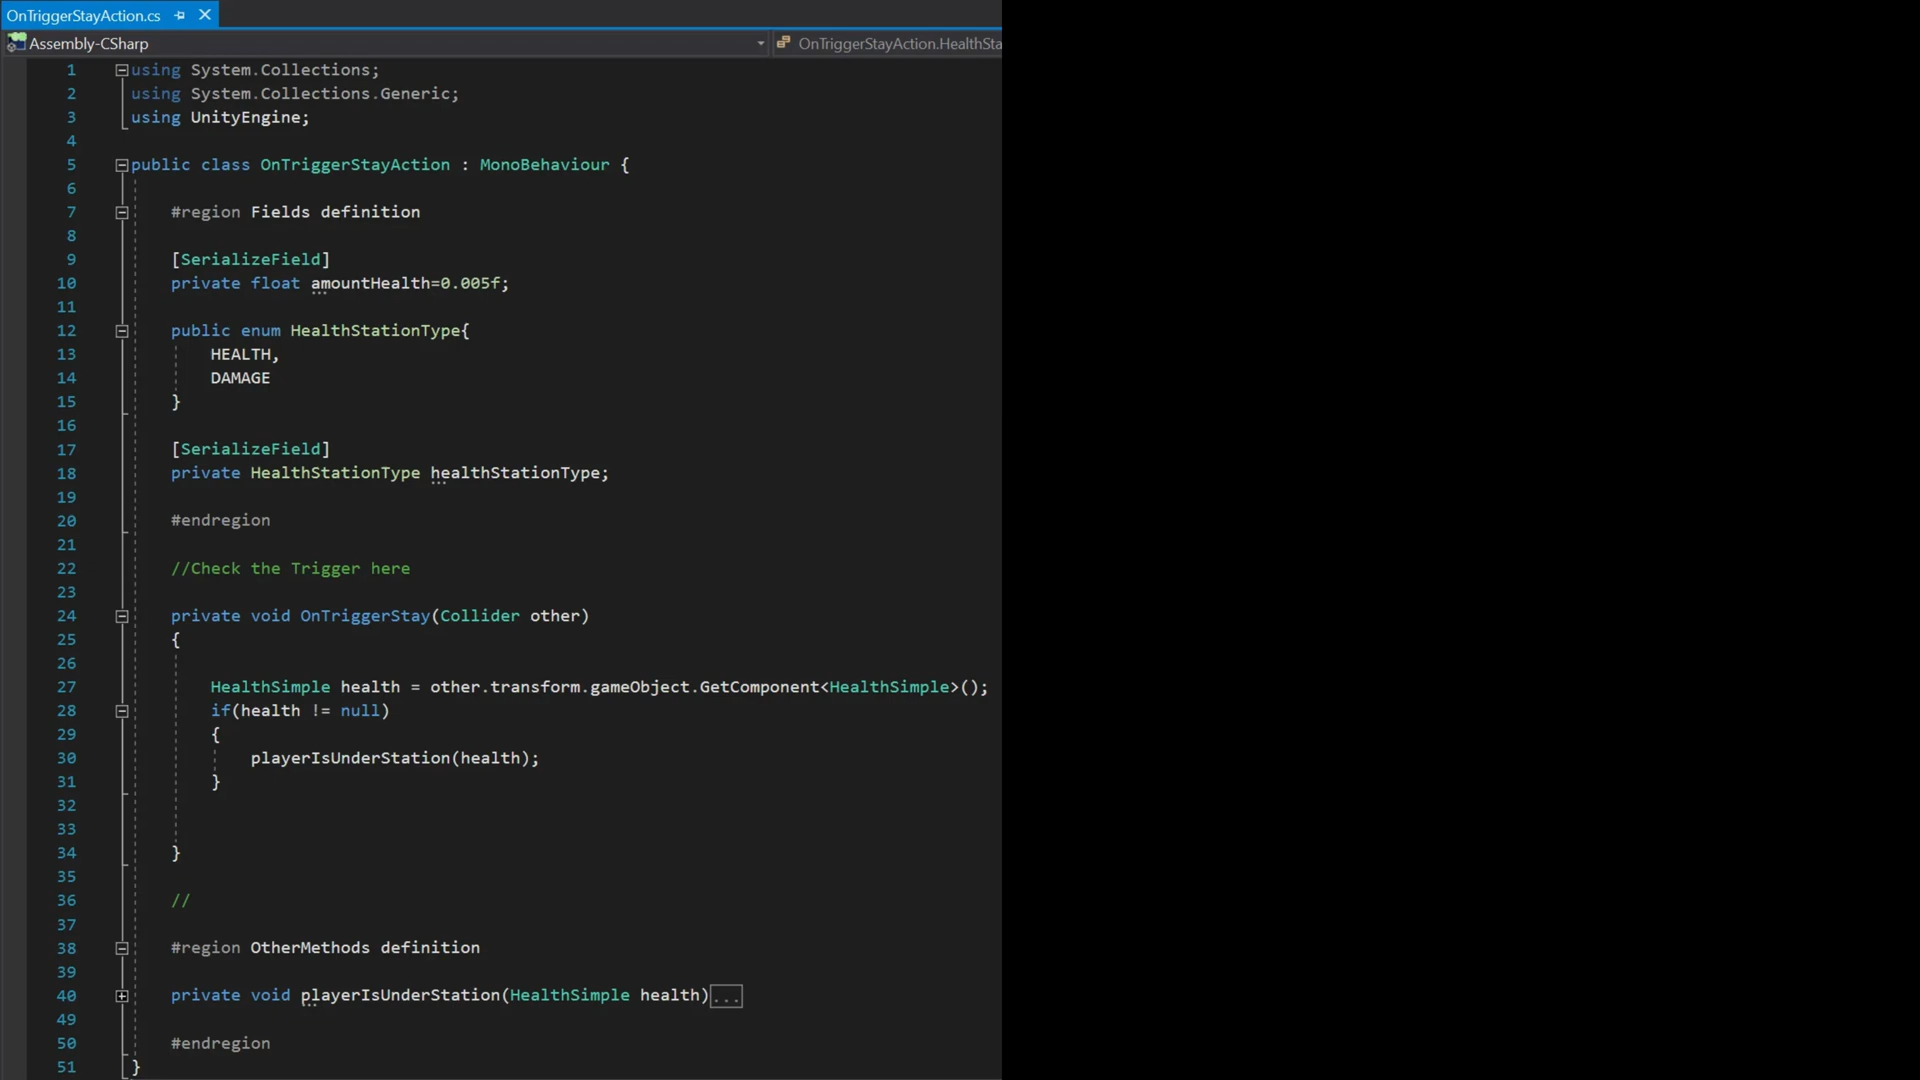 OnTriggerStayAction.cs
Assembly-CSharp
OnTriggerStayAction.HealthSta
1 using System.Collections;
2 using System.Collections.Generic;
3 using UnityEngine;
4
5 public class OnTriggerStayAction : MonoBehaviour {
6
7 #region Fields definition
8
9 [SerializeField]
10 private float amountHealth=0.005f;
11
12 public enum HealthStationType{
13 HEALTH,
14 DAMAGE
15 }
16
17 [SerializeField]
18 private HealthStationType healthStationType;
19
20 #endregion
21
22 //Check the Trigger here
23
24 private void OnTriggerStay(Collider other)
25 {
26
27 HealthSimple health = other.transform.gameObject.GetComponent<HealthSimple>();
28 if(health != null)
29 {
30 playerIsUnderStation(health);
31 }
32
33
34 }
35
36 //
37
38 #region OtherMethods definition
39
40 private void playerIsUnderStation(HealthSimple health)...
49
50 #endregion
51 }